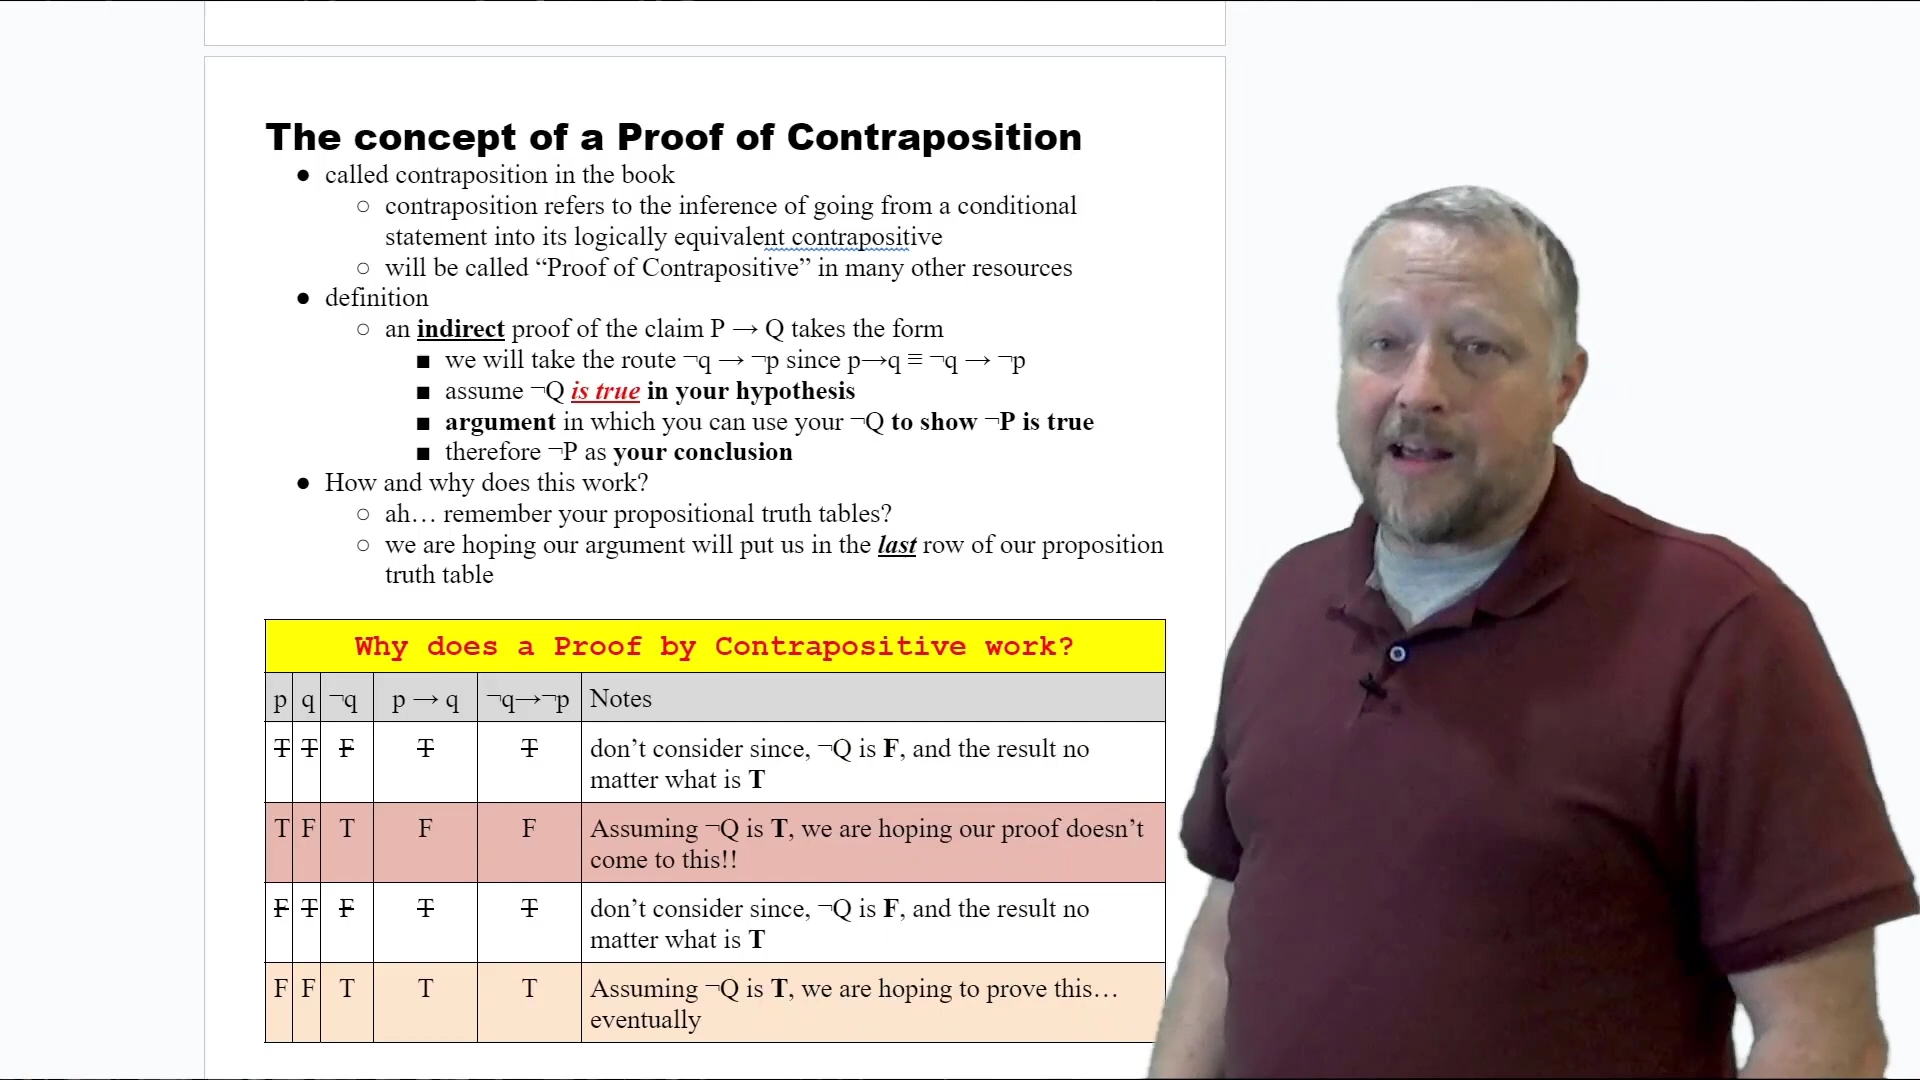 The concept of a Proof of Contraposition
● called contraposition in the book
○ contraposition refers to the inference of going from a conditional
statement into its logically equivalent contrapositive
○ will be called “Proof of Contrapositive” in many other resources
● definition
○ an indirect proof of the claim P → Q takes the form
■ we will take the route ¬q → ¬p since p→q ≡ ¬q → ¬p
■ assume ¬Q is true in your hypothesis
■ argument in which you can use your ¬Q to show ¬P is true
■ therefore ¬P as your conclusion
● How and why does this work?
○ ah… remember your propositional truth tables?
○ we are hoping our argument will put us in the last row of our proposition
truth table
Why does a Proof by Contrapositive work?
p q ¬q p → q ¬q→¬p Notes
T T F T T don’t consider since, ¬Q is F, and the result no
matter what is T
T F T F F Assuming ¬Q is T, we are hoping our proof doesn’t
come to this!!
F T F T T don’t consider since, ¬Q is F, and the result no
matter what is T
F F T T T Assuming ¬Q is T, we are hoping to prove this…
eventually